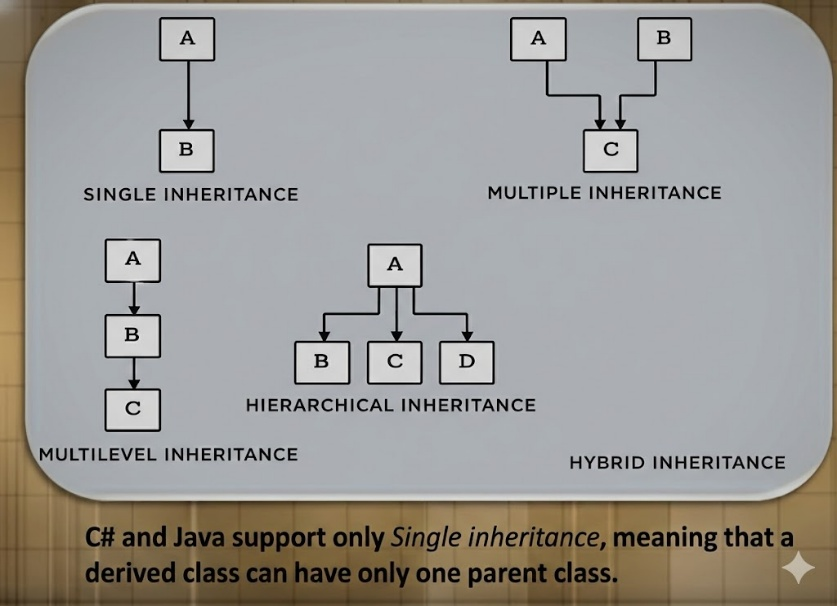 A
B
SINGLE INHERITANCE
A B
C
MULTIPLE INHERITANCE
A
B
C
MULTILEVEL INHERITANCE
A
B C D
HIERARCHICAL INHERITANCE
HYBRID INHERITANCE
C# and Java support only Single inheritance, meaning that a
derived class can have only one parent class.